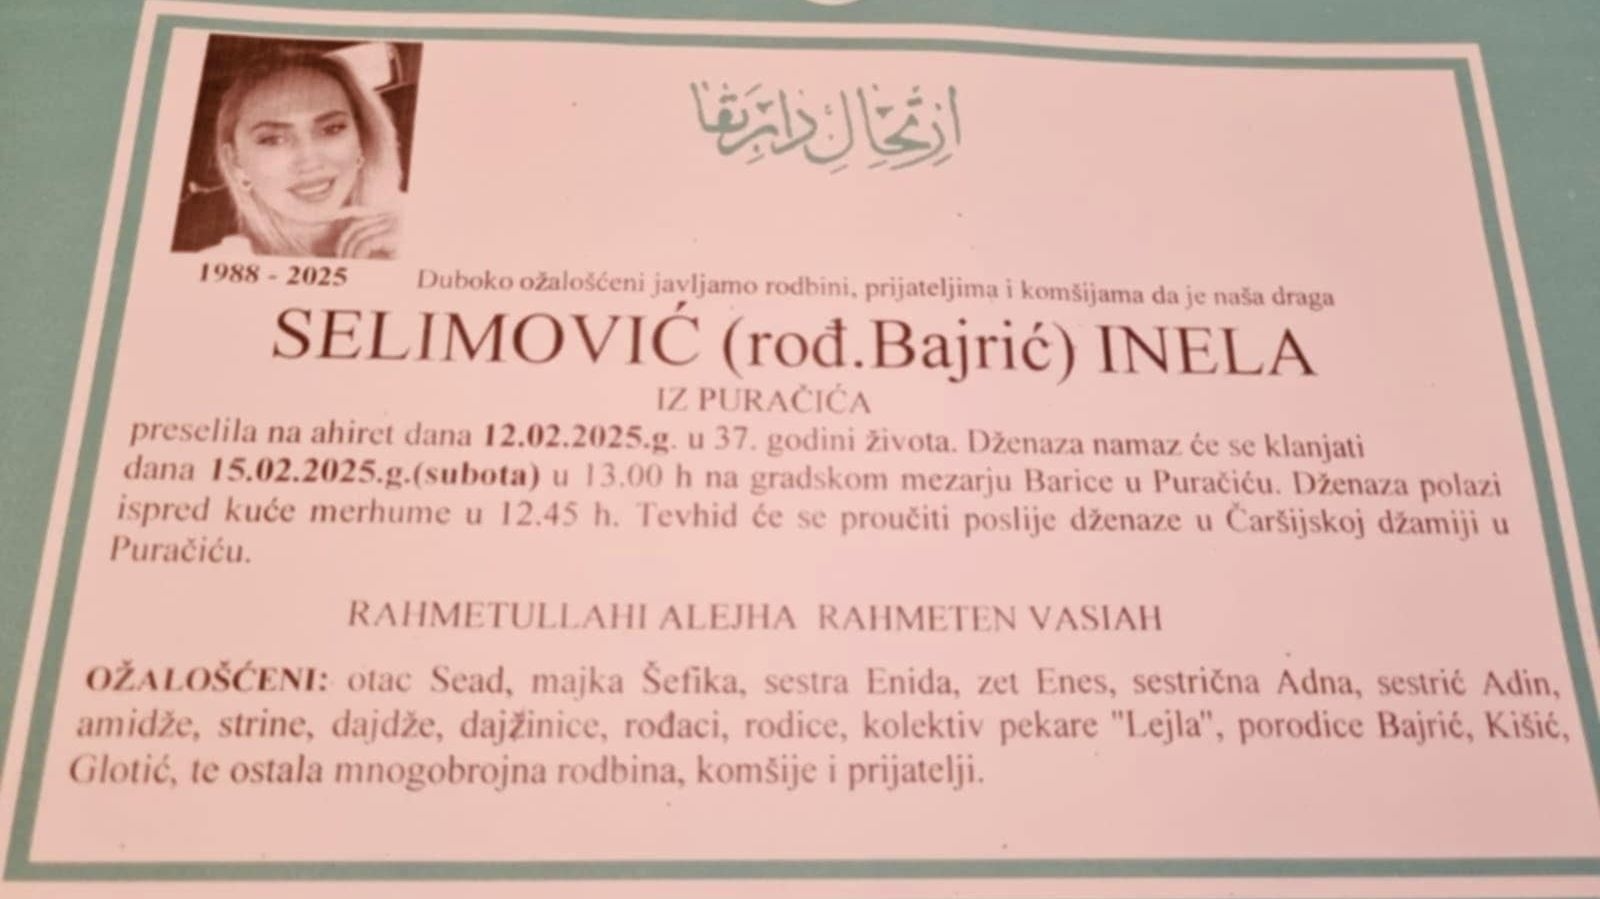 ارتحال دار بقا
1988 - 2025
Duboko ožalošćeni javljamo rodbini, prijateljima i komšijama da je naša draga
SELIMOVIĆ (rođ.Bajrić) INELA
IZ PURAČIĆA
preselila na ahiret dana 12.02.2025.g. u 37. godini života. Dženaza namaz će se klanjati
dana 15.02.2025.g.(subota) u 13.00 h na gradskom mezarju Barice u Puračiću. Dženaza polazi
ispred kuće merhume u 12.45 h. Tevhid će se proučiti poslije dženaze u Čaršijskoj džamiji u
Puračiću.
RAHMETULLAHI ALEJHA RAHMETEN VASIAH
OŽALOŠĆENI: otac Sead, majka Šefika, sestra Enida, zet Enes, sestrična Adna, sestrić Adin,
amidže, strine, dajdže, dajžinice, rođaci, rodice, kolektiv pekare "Lejla", porodice Bajrić, Kišić,
Glotić, te ostala mnogobrojna rodbina, komšije i prijatelji.